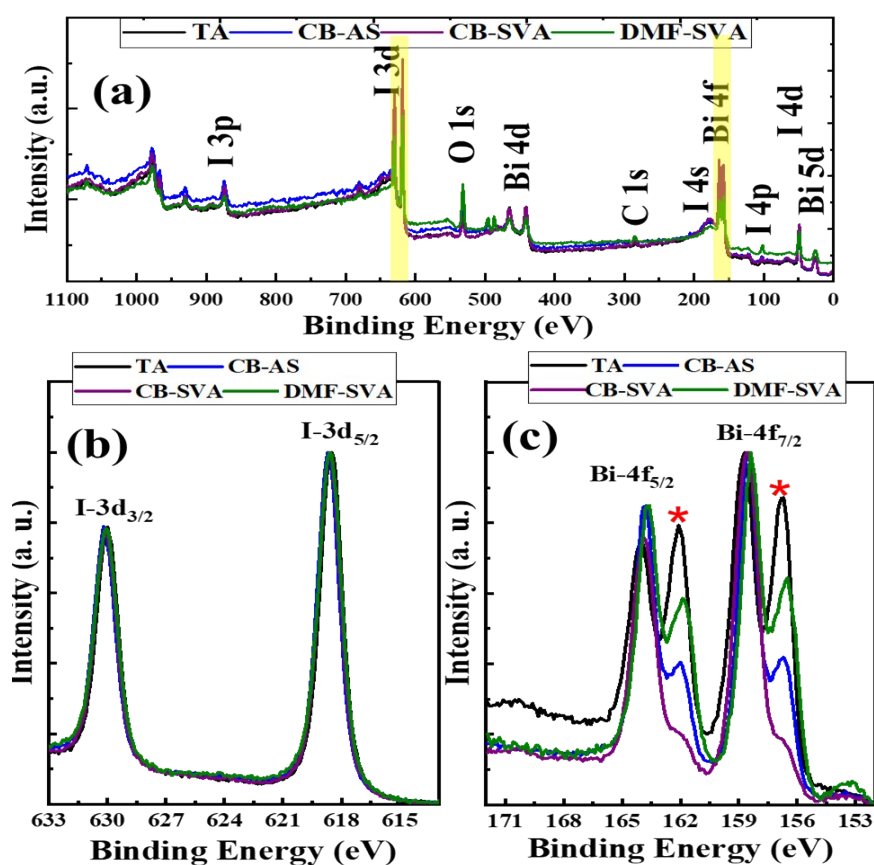 TA CB-AS CB-SVA DMF-SVA
(a)
Intensity (a.u.)
I 3p
I 3d
O 1s
Bi 4d
C 1s
I 4s
Bi 4f
I 4p
I 4d
Bi 5d
1100 1000 900 800 700 600 500 400 300 200 100 0
Binding Energy (eV)
TA CB-AS
CB-SVA DMF-SVA
(b)
I-3d5/2
I-3d3/2
Intensity (a. u.)
633 630 627 624 621 618 615
Binding Energy (eV)
TA CB-AS
CB-SVA DMF-SVA
(c)
Bi-4f7/2
Bi-4f5/2
*
*
Intensity (a. u.)
171 168 165 162 159 156 153
Binding Energy (eV)